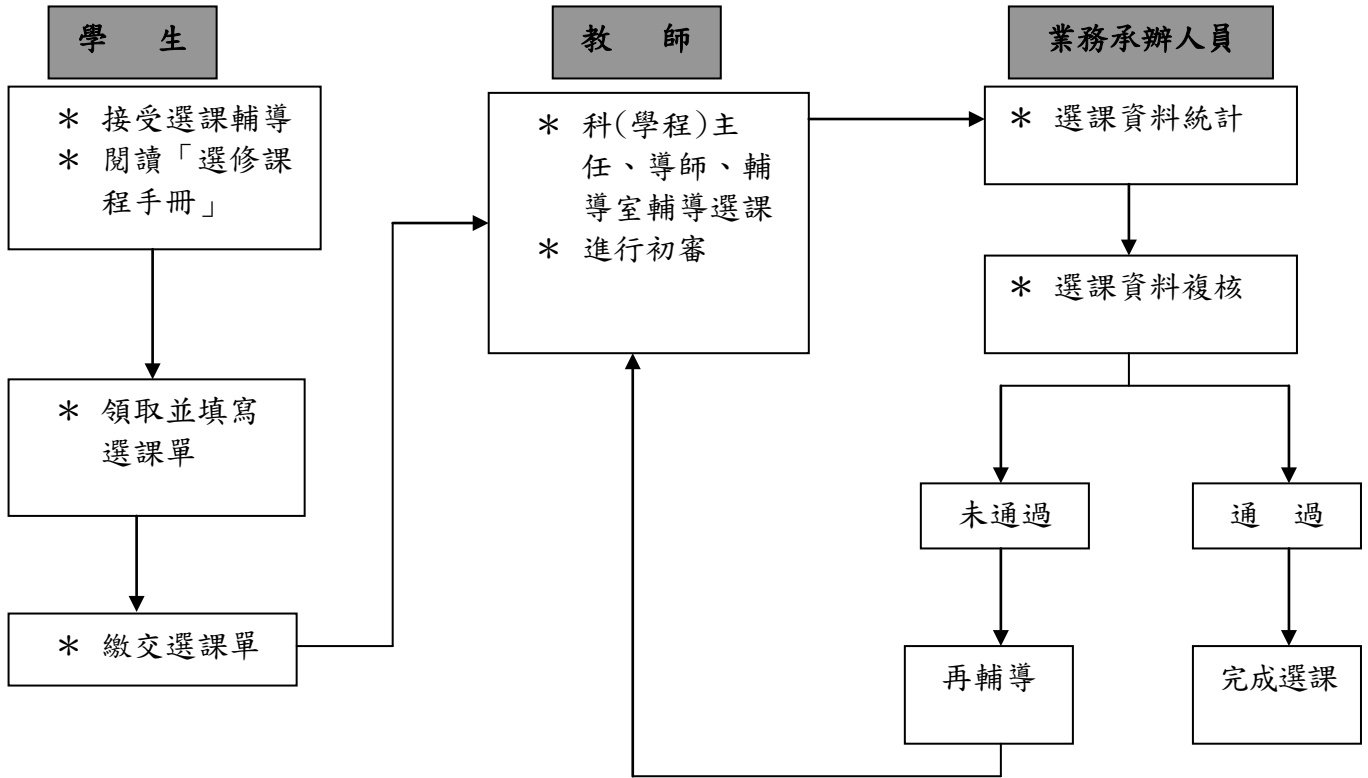 學　生
＊ 接受選課輔導
＊ 閱讀「選修課
程手冊」
＊ 領取並填寫
選課單
＊ 繳交選課單
教　師
＊ 科(學程)主
任、導師、輔
導室輔導選課
＊ 進行初審
業務承辦人員
＊ 選課資料統計
＊ 選課資料複核
未通過
通　過
再輔導
完成選課